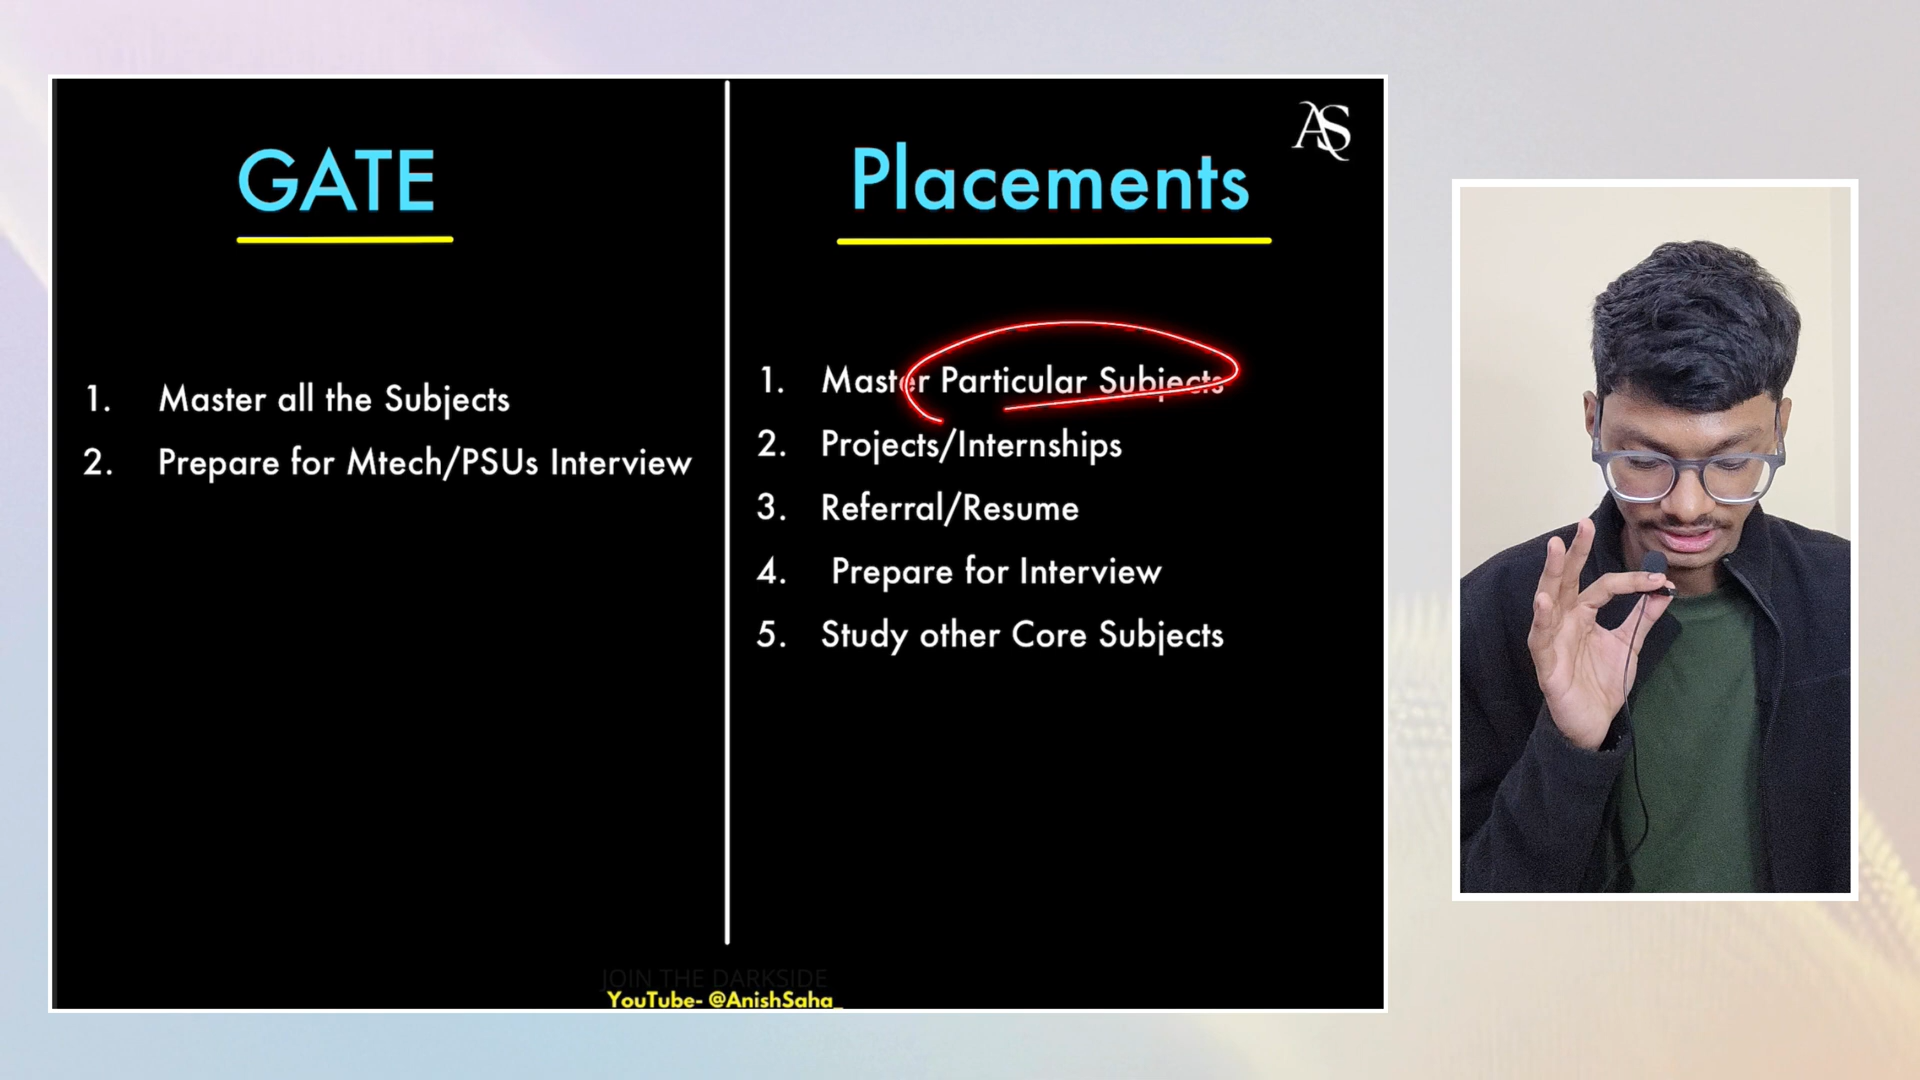 GATE
1. Master all the Subjects
2. Prepare for Mtech/PSUs Interview
AS
Placements
1. Master Particular Subjects
2. Projects/Internships
3. Referral/Resume
4. Prepare for Interview
5. Study other Core Subjects
JOIN THE DARKSIDE
YouTube- @AnishSaha_